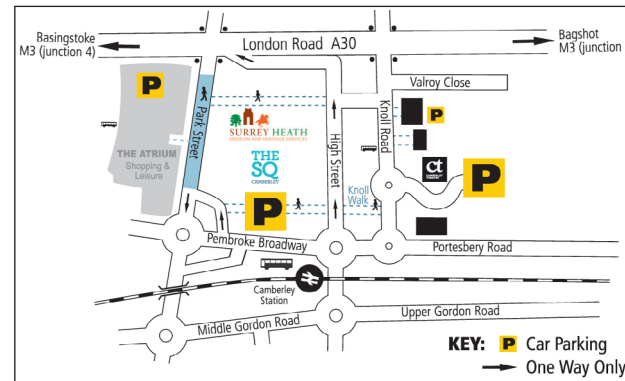 Basingstoke
M3 (junction 4)
London Road A30
Bagshot
M3 (junction
Valroy Close
P
P
Park Street
SURREY HEATH
MUSEUM AND HERITAGE SERVICES
Knoll Road
High Street
THE ATRIUM
Shopping &
Leisure
THE
SQ
CAMBERLEY
ct
P
Knoll
Walk
P
Pembroke Broadway
Portesbery Road
Camberley
Station
Middle Gordon Road
Upper Gordon Road
KEY: P Car Parking
One Way Only